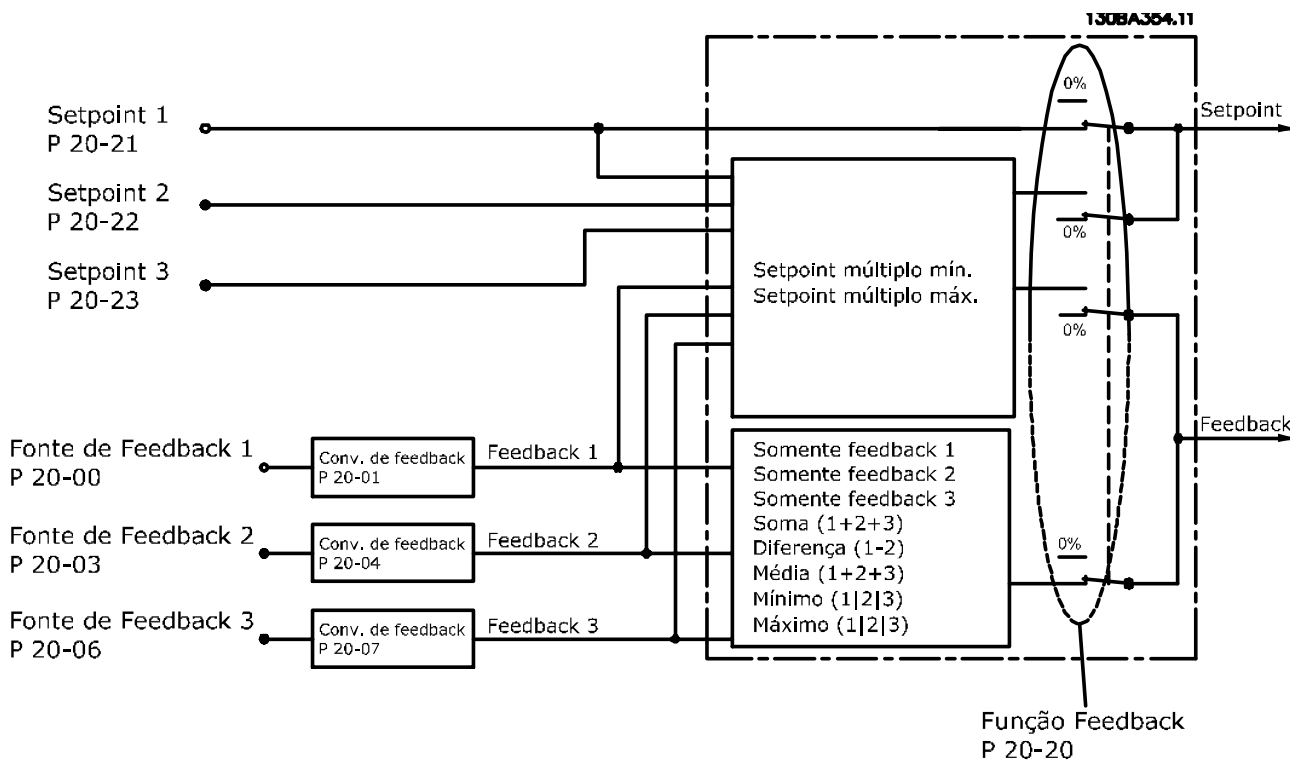 130BA354.11
Setpoint 1
P 20-21
Setpoint 2
P 20-22
Setpoint 3
P 20-23
0%
Setpoint
0%
Setpoint múltiplo mín.
Setpoint múltiplo máx.
0%
Feedback
Fonte de Feedback 1
P 20-00
Conv. de feedback
P 20-01
Feedback 1
Fonte de Feedback 2
P 20-03
Conv. de feedback
P 20-04
Feedback 2
Fonte de Feedback 3
P 20-06
Conv. de feedback
P 20-07
Feedback 3
Somente feedback 1
Somente feedback 2
Somente feedback 3
Soma (1+2+3)
Diferença (1-2)
Média (1+2+3)
Mínimo (1|2|3)
Máximo (1|2|3)
0%
Função Feedback
P 20-20